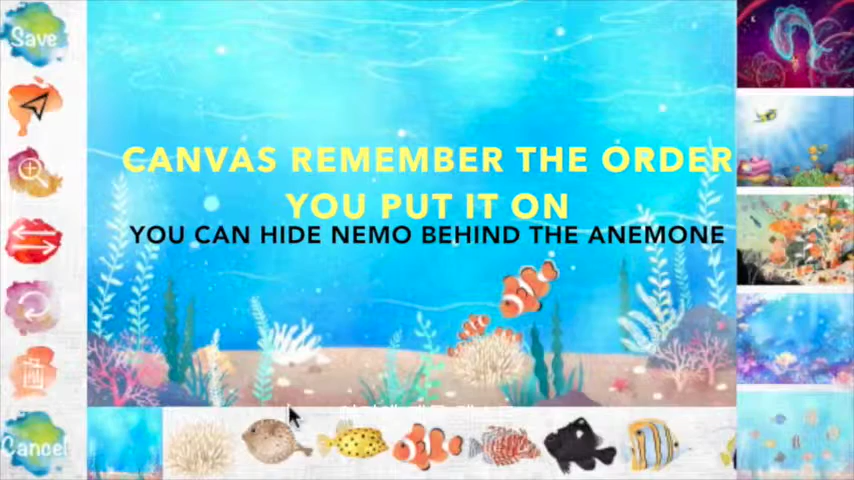 Save
CANVAS REMEMBER THE ORDER
YOU PUT IT ON
YOU CAN HIDE NEMO BEHIND THE ANEMONE
Cancel